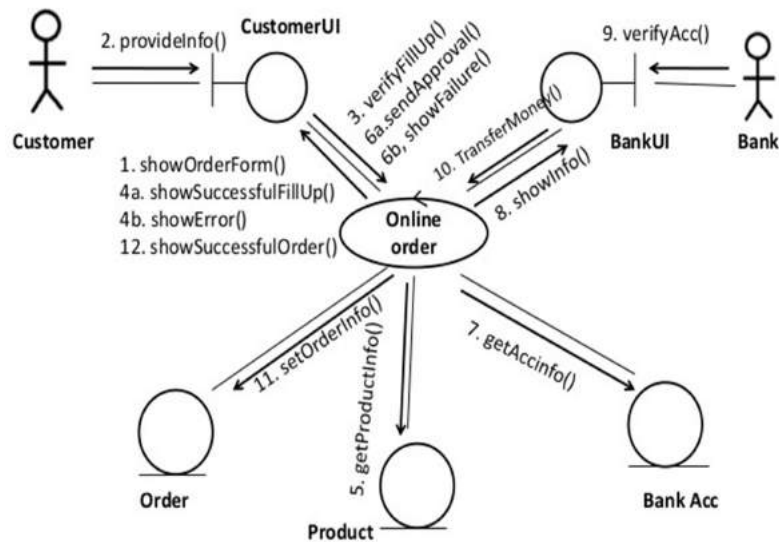 CustomerUI
2. provideInfo()
9. verifyAcc()
3. verifyFillUp()
6a.sendApproval()
6b, showFailure()
Customer
10. TransferMoney()
BankUI
Bank
1. showOrderForm()
4a. showSuccessfulFillUp()
4b. showError()
12. showSuccessfulOrder()
8. showInfo()
Online
order
11. setOrderInfo()
5. getProductInfo()
7. getAccinfo()
Order
Product
Bank Acc